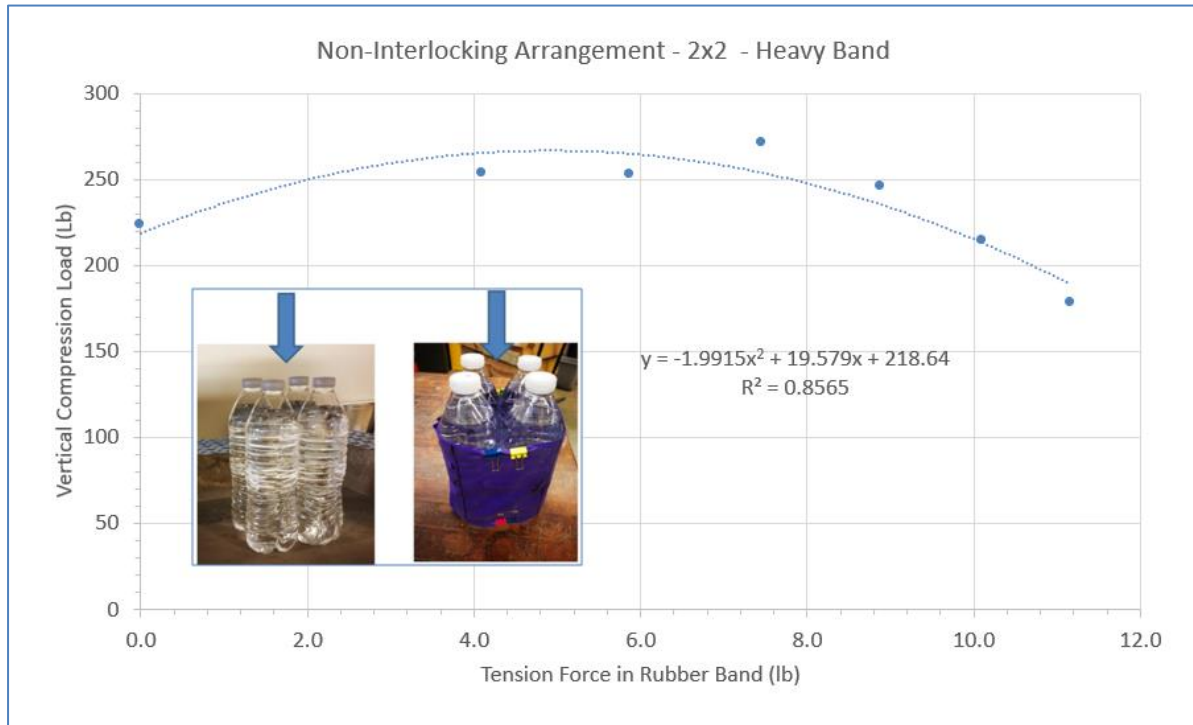 Non-Interlocking Arrangement - 2x2 - Heavy Band
300
250
200
150
100
50
0
Vertical Compression Load (Lb)
y = -1.9915x² + 19.579x + 218.64
R² = 0.8565
0.0 2.0 4.0 6.0 8.0 10.0 12.0
Tension Force in Rubber Band (lb)